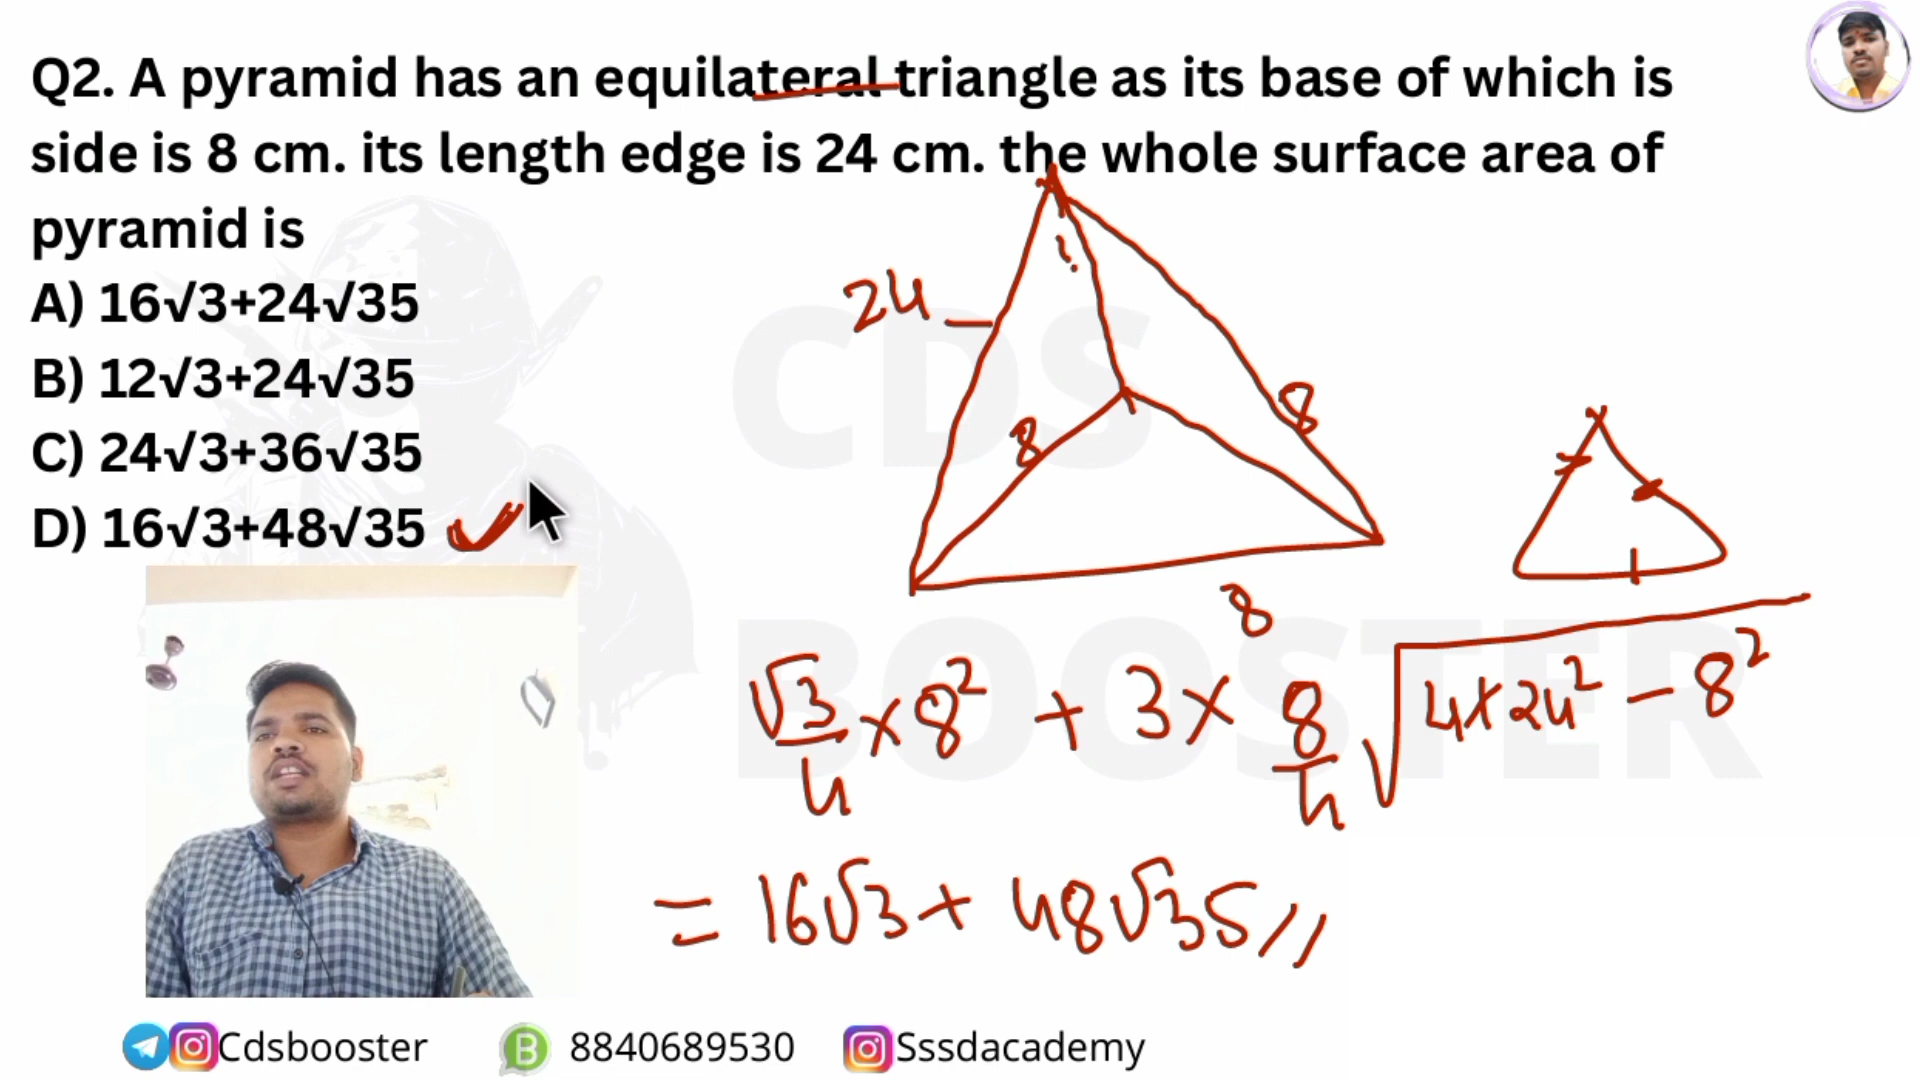 Q2. A pyramid has an equilateral triangle as its base of which is
side is 8 cm. its length edge is 24 cm. the whole surface area of
pyramid is
A) 16√3+24√35
B) 12√3+24√35
C) 24√3+36√35
D) 16√3+48√35
24
?
8
8
8
√3/4 × 8² + 3 × 8/4 √4×24² − 8²
= 16√3 + 48√35 //
CDS
BOOSTER
Cdsbooster
8840689530
Sssdacademy